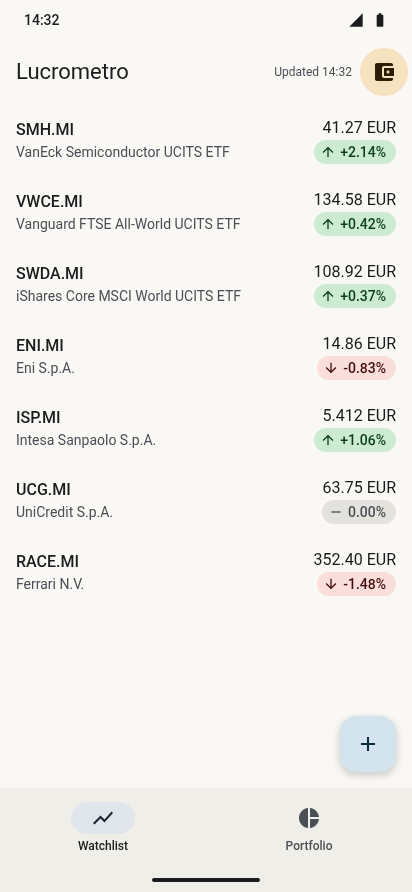 14:32
Lucrometro
Updated 14:32
SMH.MI
41.27 EUR
VanEck Semiconductor UCITS ETF
+2.14%
VWCE.MI
134.58 EUR
Vanguard FTSE All-World UCITS ETF
+0.42%
SWDA.MI
108.92 EUR
iShares Core MSCI World UCITS ETF
+0.37%
ENI.MI
14.86 EUR
Eni S.p.A.
-0.83%
ISP.MI
5.412 EUR
Intesa Sanpaolo S.p.A.
+1.06%
UCG.MI
63.75 EUR
UniCredit S.p.A.
0.00%
RACE.MI
352.40 EUR
Ferrari N.V.
-1.48%
Watchlist
Portfolio